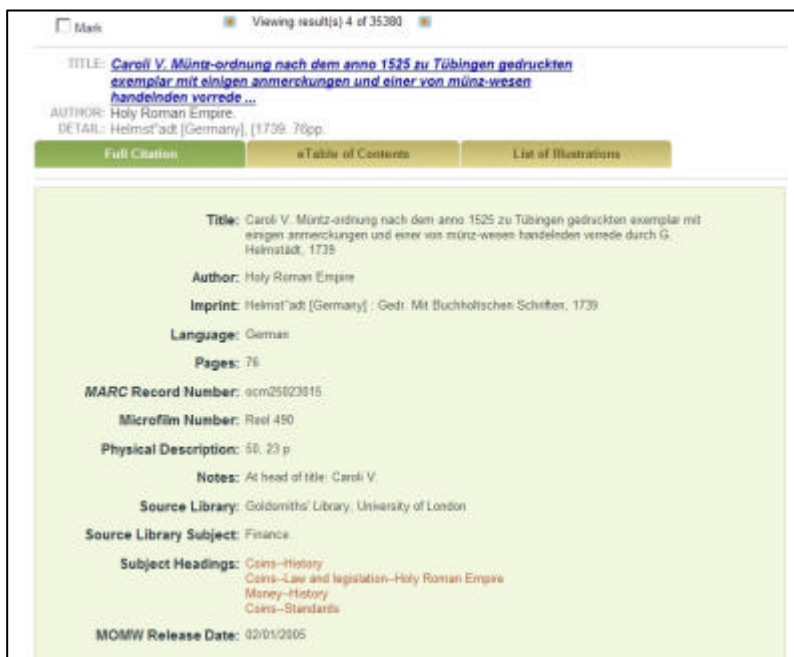 Mark
Viewing result(s) 4 of 35380
TITLE: Caroli V. Müntz-ordnung nach dem anno 1525 zu Tübingen gedruckten
exemplar mit einigen anmerckungen und einer von münz-wesen
handelnden vorrede ...
AUTHOR: Holy Roman Empire.
DETAIL: Helmst"adt [Germany], [1739. 76pp.
Full Citation
eTable of Contents
List of Illustrations
Title: Caroli V. Müntz-ordnung nach dem anno 1525 zu Tübingen gedruckten exemplar mit
einigen anmerckungen und einer von münz-wesen handelnden vorrede durch G.
Helmstädt, 1739
Author: Holy Roman Empire
Imprint: Helmst"adt [Germany] : Gedr. Mit Buchholtischen Schriften, 1739
Language: German
Pages: 76
MARC Record Number: ocm25023015
Microfilm Number: Reel 490
Physical Description: 50, 23 p
Notes: At head of title: Caroli V.
Source Library: Goldsmiths' Library, University of London
Source Library Subject: Finance
Subject Headings: Coins--History
Coins--Law and legislation--Holy Roman Empire
Money--History
Coins--Standards
MOMW Release Date: 02/01/2005